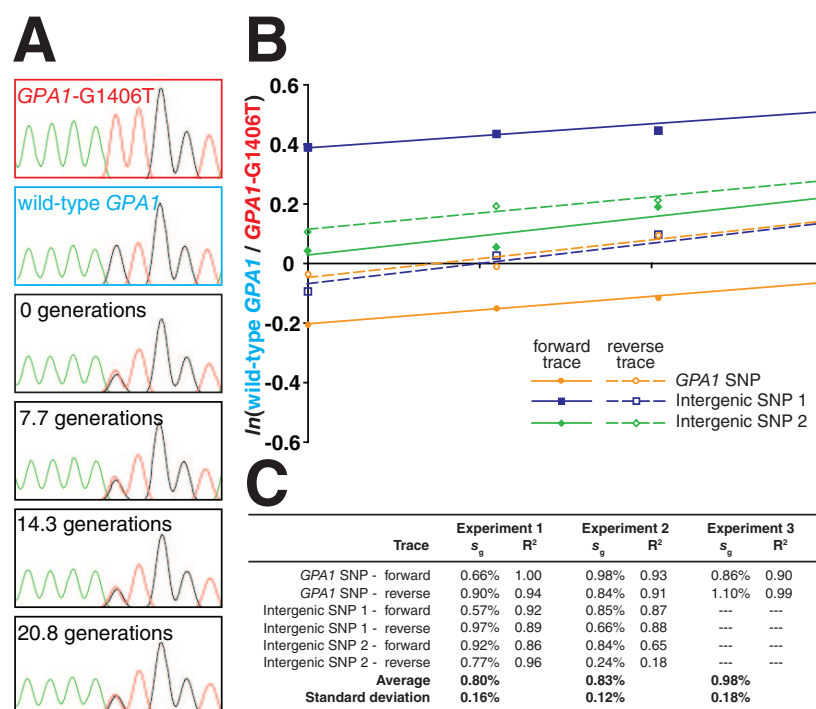 A
GPA1-G1406T
wild-type GPA1
0 generations
7.7 generations
14.3 generations
20.8 generations
B
ln(wild-type GPA1 / GPA1-G1406T)
0.6
0.4
0.2
0
-0.2
-0.4
-0.6
forward trace
reverse trace
GPA1 SNP
Intergenic SNP 1
Intergenic SNP 2
C
Experiment 1 Experiment 2 Experiment 3
Trace sg R2 sg R2 sg R2
GPA1 SNP - forward 0.66% 1.00 0.98% 0.93 0.86% 0.90
GPA1 SNP - reverse 0.90% 0.94 0.84% 0.91 1.10% 0.99
Intergenic SNP 1 - forward 0.57% 0.92 0.85% 0.87 --- ---
Intergenic SNP 1 - reverse 0.97% 0.89 0.66% 0.88 --- ---
Intergenic SNP 2 - forward 0.92% 0.86 0.84% 0.65 --- ---
Intergenic SNP 2 - reverse 0.77% 0.96 0.24% 0.18 --- ---
Average 0.80% 0.83% 0.98%
Standard deviation 0.16% 0.12% 0.18%